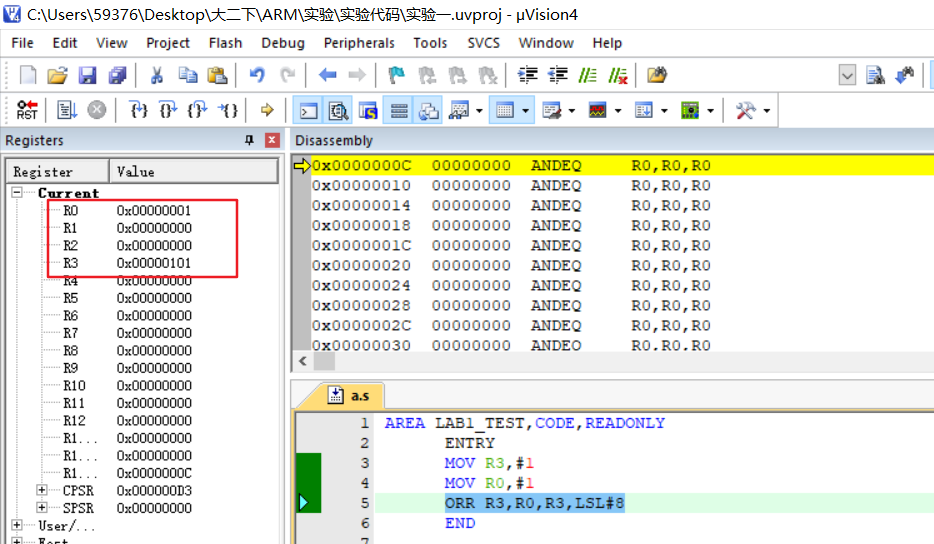 C:\Users\59376\Desktop\大二下\ARM\实验\实验代码\实验一.uvproj - µVision4
File Edit View Project Flash Debug Peripherals Tools SVCS Window Help
RST
Registers
Register Value
Current
R0 0x00000001
R1 0x00000000
R2 0x00000000
R3 0x00000101
R4 0x00000000
R5 0x00000000
R6 0x00000000
R7 0x00000000
R8 0x00000000
R9 0x00000000
R10 0x00000000
R11 0x00000000
R12 0x00000000
R1... 0x00000000
R1... 0x00000000
R1... 0x0000000C
CPSR 0x000000D3
SPSR 0x00000000
User/...
Disassembly
0x0000000C 00000000 ANDEQ R0,R0,R0
0x00000010 00000000 ANDEQ R0,R0,R0
0x00000014 00000000 ANDEQ R0,R0,R0
0x00000018 00000000 ANDEQ R0,R0,R0
0x0000001C 00000000 ANDEQ R0,R0,R0
0x00000020 00000000 ANDEQ R0,R0,R0
0x00000024 00000000 ANDEQ R0,R0,R0
0x00000028 00000000 ANDEQ R0,R0,R0
0x0000002C 00000000 ANDEQ R0,R0,R0
0x00000030 00000000 ANDEQ R0,R0,R0
a.s
1 AREA LAB1_TEST,CODE,READONLY
2 ENTRY
3 MOV R3,#1
4 MOV R0,#1
5 ORR R3,R0,R3,LSL#8
6 END
7